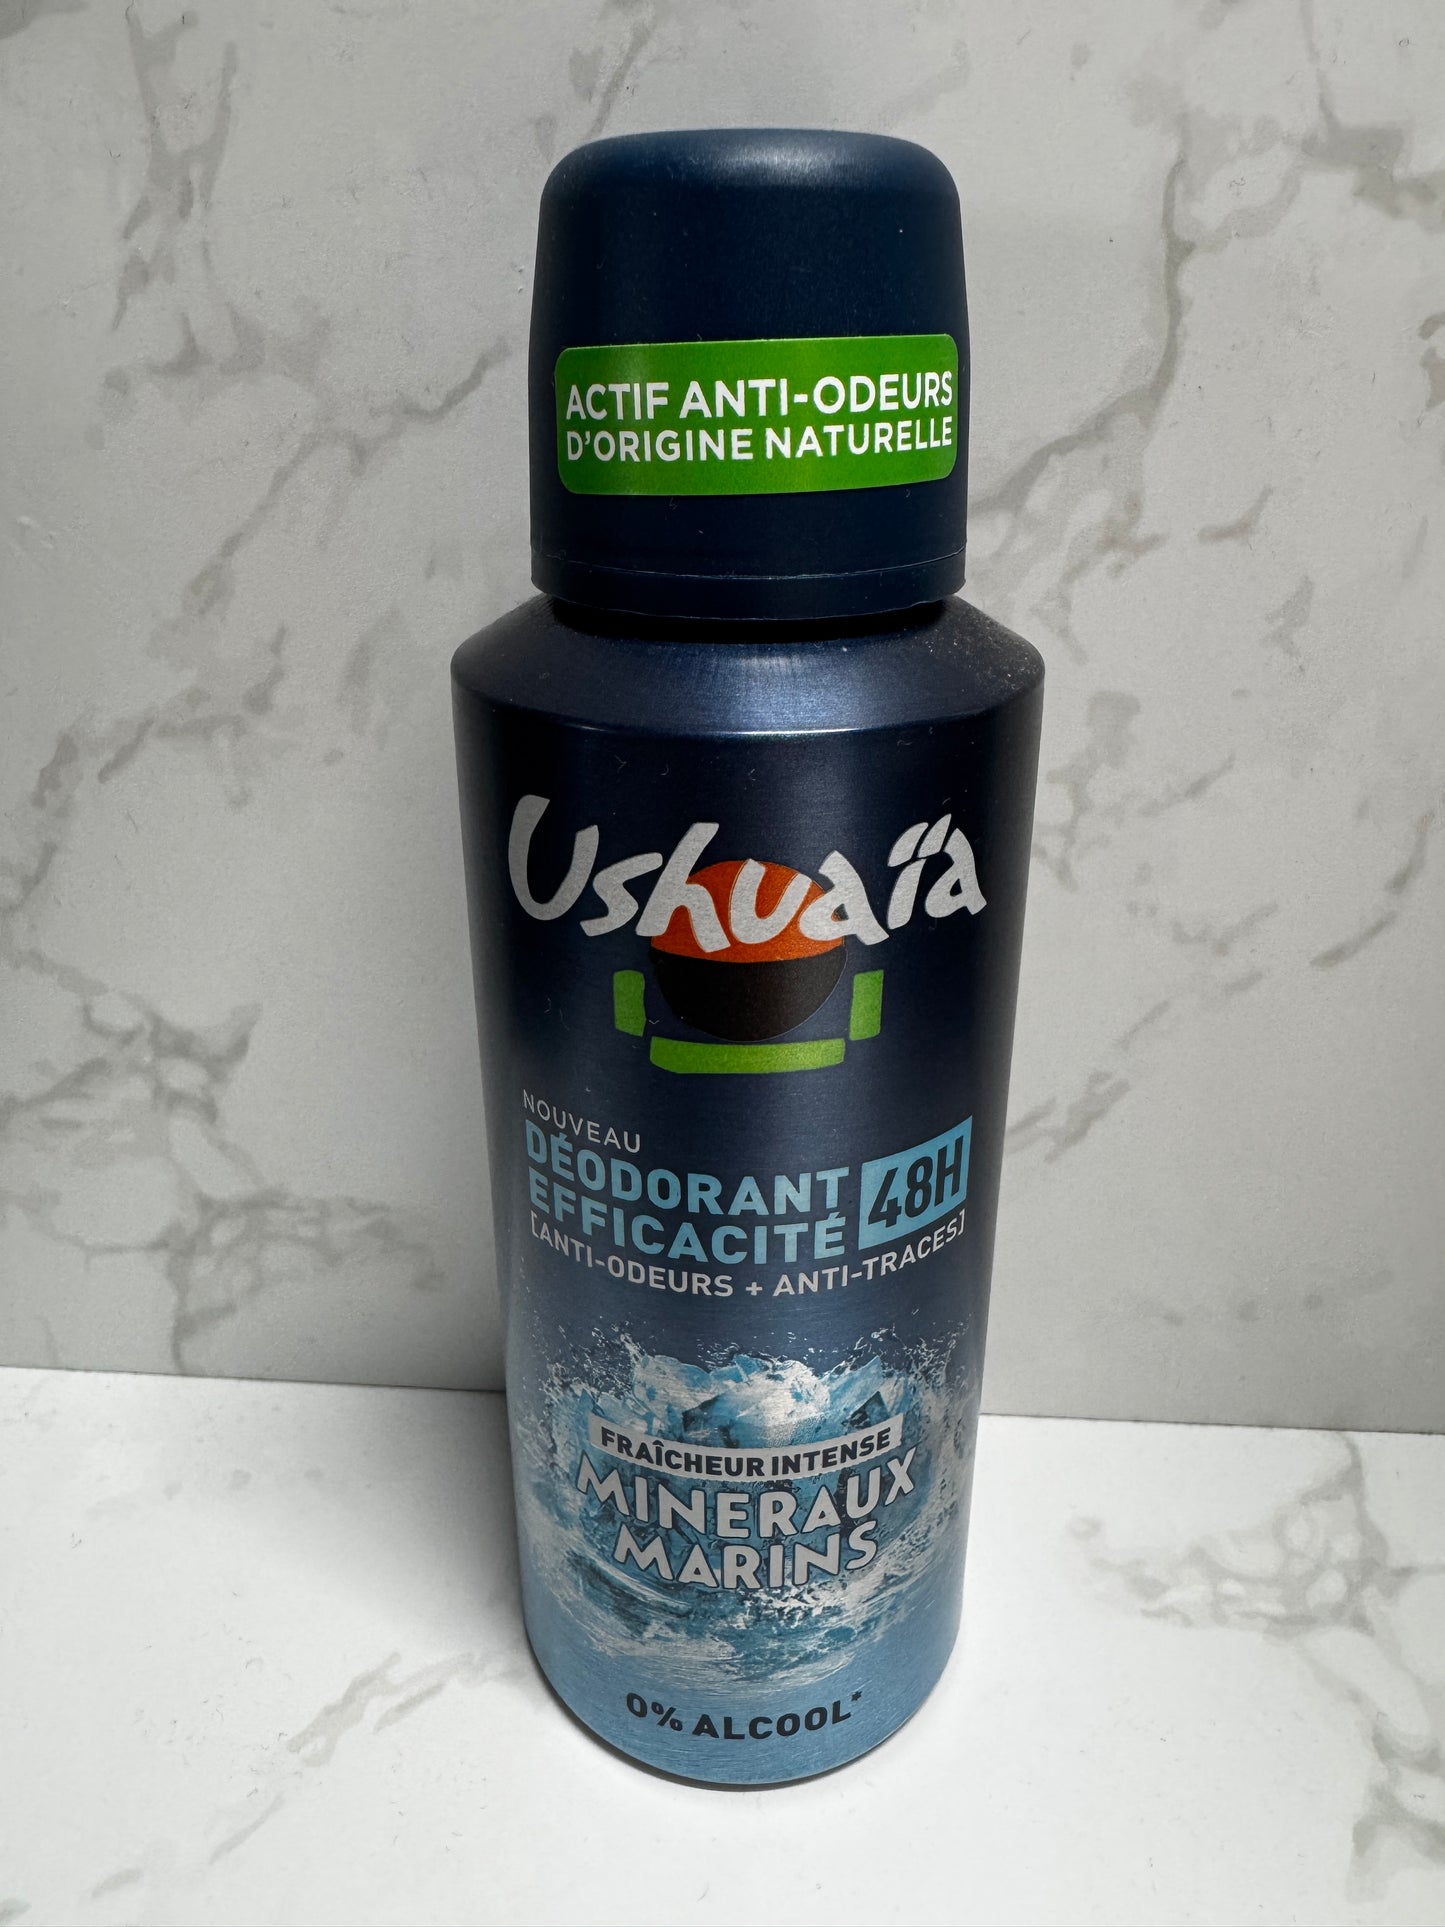 ACTIF ANTI-ODEURS
D'ORIGINE NATURELLE
Ushuaïa
NOUVEAU
DÉODORANT
EFFICACITÉ 48H
[ANTI-ODEURS + ANTI-TRACES]
FRAÎCHEUR INTENSE
MINERAUX
MARINS
0% ALCOOL*